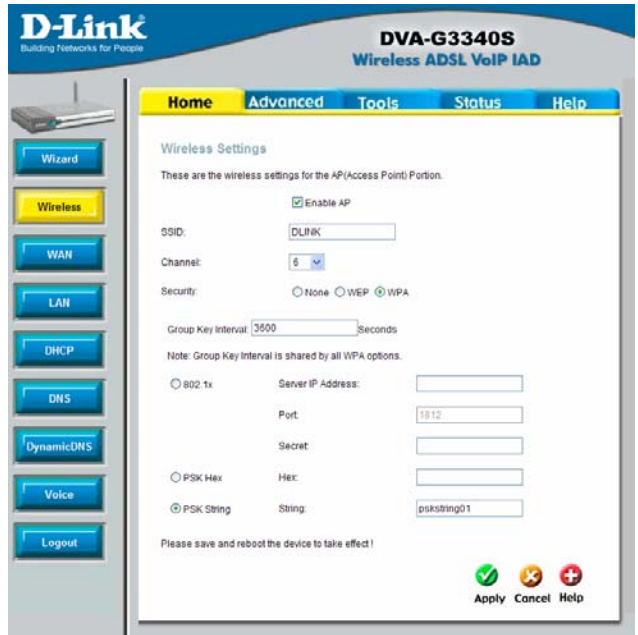 D-Link
Building Networks for People
DVA-G3340S
Wireless ADSL VoIP IAD
Home Advanced Tools Status Help
Wizard
Wireless
WAN
LAN
DHCP
DNS
DynamicDNS
Voice
Logout
Wireless Settings
These are the wireless settings for the AP(Access Point) Portion.
Enable AP
SSID: DLINK
Channel: 6
Security: None WEP WPA
Group Key Interval: 3600 Seconds
Note: Group Key Interval is shared by all WPA options.
802.1x Server IP Address:
Port: 1812
Secret:
PSK Hex Hex:
PSK String String: pskstring01
Please save and reboot the device to take effect !
Apply Cancel Help